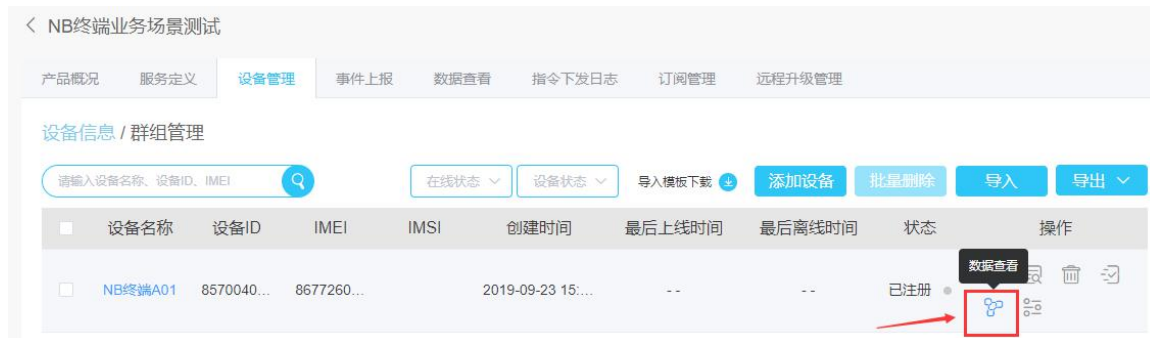 NB终端业务场景测试
产品概况 服务定义 设备管理 事件上报 数据查看 指令下发日志 订阅管理 远程升级管理
设备信息 / 群组管理
请输入设备名称、设备ID、IMEI 在线状态 设备状态 导入模板下载 添加设备 批量删除 导入 导出
设备名称 设备ID IMEI IMSI 创建时间 最后上线时间 最后离线时间 状态 操作
数据查看
NB终端A01 8570040... 8677260... 2019-09-23 15:... -- -- 已注册